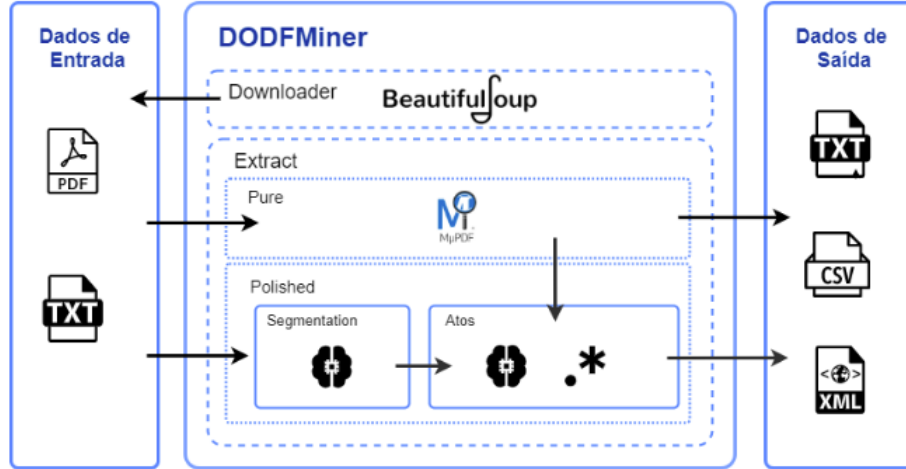 Dados de
Entrada
PDF
TXT
DODFMiner
Downloader
BeautifulSoup
Extract
Pure
MµPDF
Polished
Segmentation
Atos
.*
Dados de
Saída
TXT
CSV
<>
XML